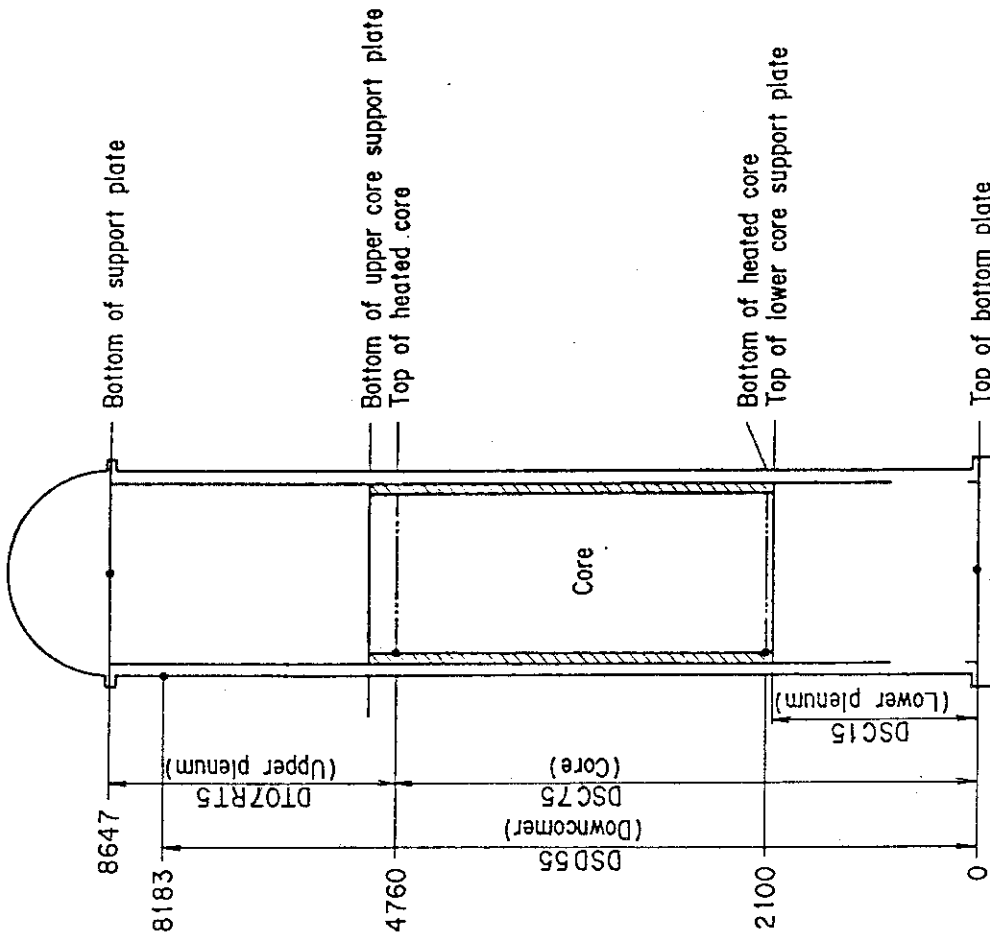 Bottom of support plate
Bottom of upper core support plate
Top of heated core
Bottom of heated core
Top of lower core support plate
Top of bottom plate
Core
8647
8183
4760
2100
0
DT07RT5
(Upper plenum)
DSC75
(Core)
DSD55
(Downcomer)
DSC15
(Lower plenum)